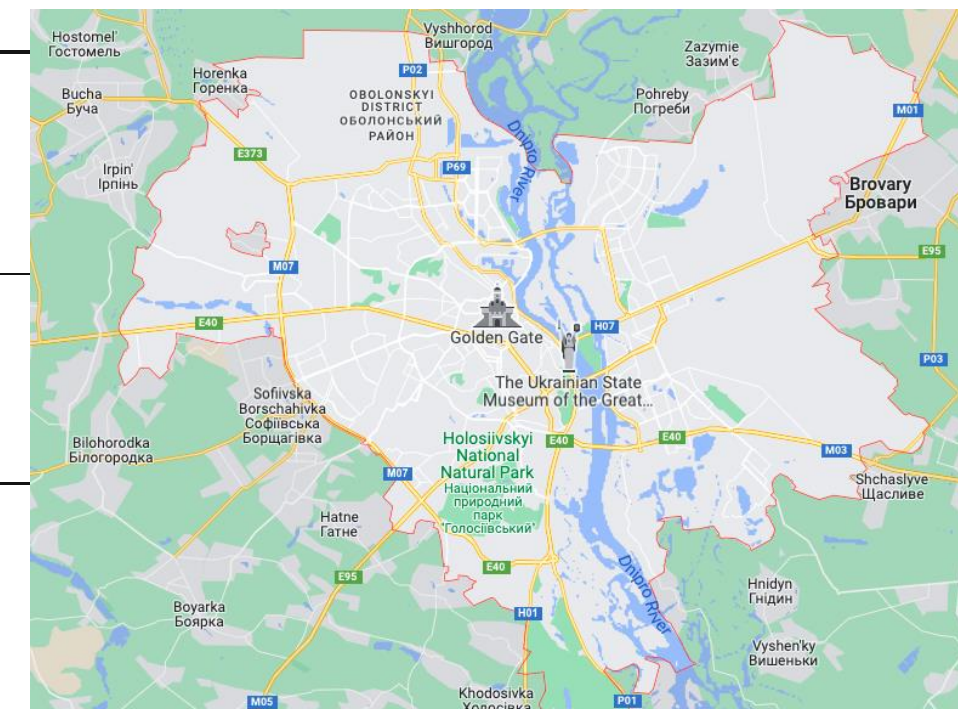 Hostomel'
Гостомель
Vyshhorod
Вишгород
Zazymie
Зазим'є
Horenka
Горенка
P02
Bucha
Буча
OBOLONSKYI
DISTRICT
ОБОЛОНСЬКИЙ
РАЙОН
Pohreby
Погреби
M01
Dnipro River
E373
P69
Irpin'
Ірпінь
Brovary
Бровари
E95
M07
E40
Golden Gate
H07
P03
The Ukrainian State
Museum of the Great...
Sofiivska
Borschahivka
Софіївська
Борщагівка
Bilohorodka
Білогородка
Holosiivskyi
National
Natural Park
Національний
природний
парк
"Голосіївський"
E40
E40
M03
M07
Shchaslyve
Щасливе
Hatne
Гатне
E40
E95
Dnipro River
Hnidyn
Гнідин
Boyarka
Боярка
H01
Vyshen'ky
Вишеньки
M05
Khodosivka
Ходосівка
P01